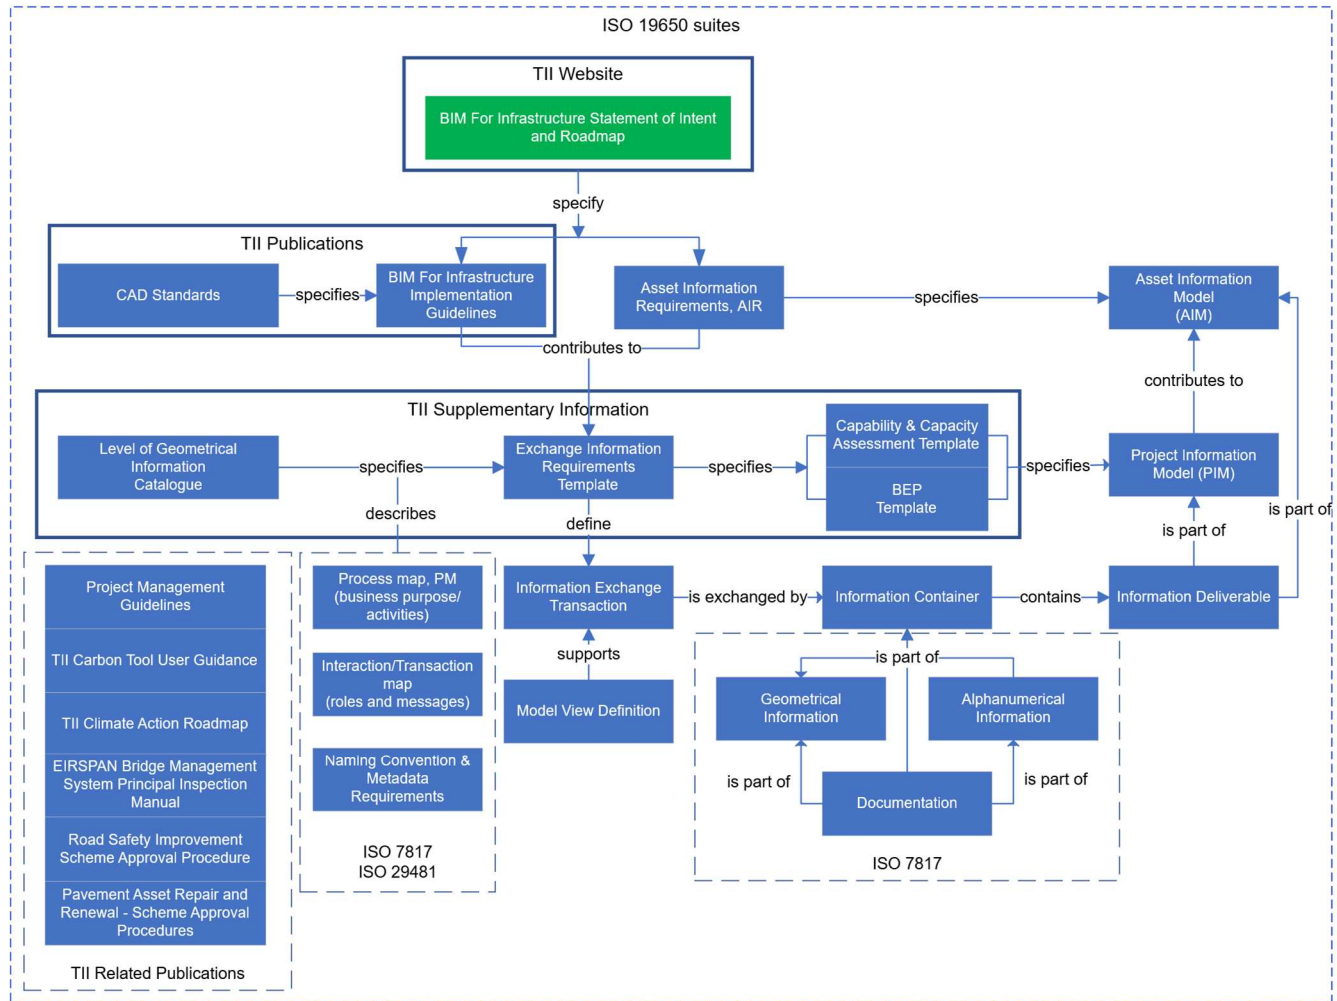 ISO 19650 suites
TII Website
BIM For Infrastructure Statement of Intent
and Roadmap
specify
TII Publications
CAD Standards
specifies
BIM For Infrastructure
Implementation
Guidelines
Asset Information
Requirements, AIR
specifies
Asset Information
Model
(AIM)
contributes to
contributes to
TII Supplementary Information
Level of Geometrical
Information
Catalogue
specifies
Exchange Information
Requirements
Template
specifies
Capability & Capacity
Assessment Template
BEP
Template
specifies
Project Information
Model (PIM)
describes
define
is part of
is part of
Project Management
Guidelines
TII Carbon Tool User Guidance
TII Climate Action Roadmap
EIRSPAN Bridge Management
System Principal Inspection
Manual
Road Safety Improvement
Scheme Approval Procedure
Pavement Asset Repair and
Renewal - Scheme Approval
Procedures
TII Related Publications
Process map, PM
(business purpose/
activities)
Interaction/Transaction
map
(roles and messages)
Naming Convention &
Metadada
Requirements
ISO 7817
ISO 29481
Information Exchange
Transaction
is exchanged by
Information Container
contains
Information Deliverable
supports
Model View Definition
is part of
Geometrical
Information
Alphanumerical
Information
is part of
is part of
Documentation
ISO 7817